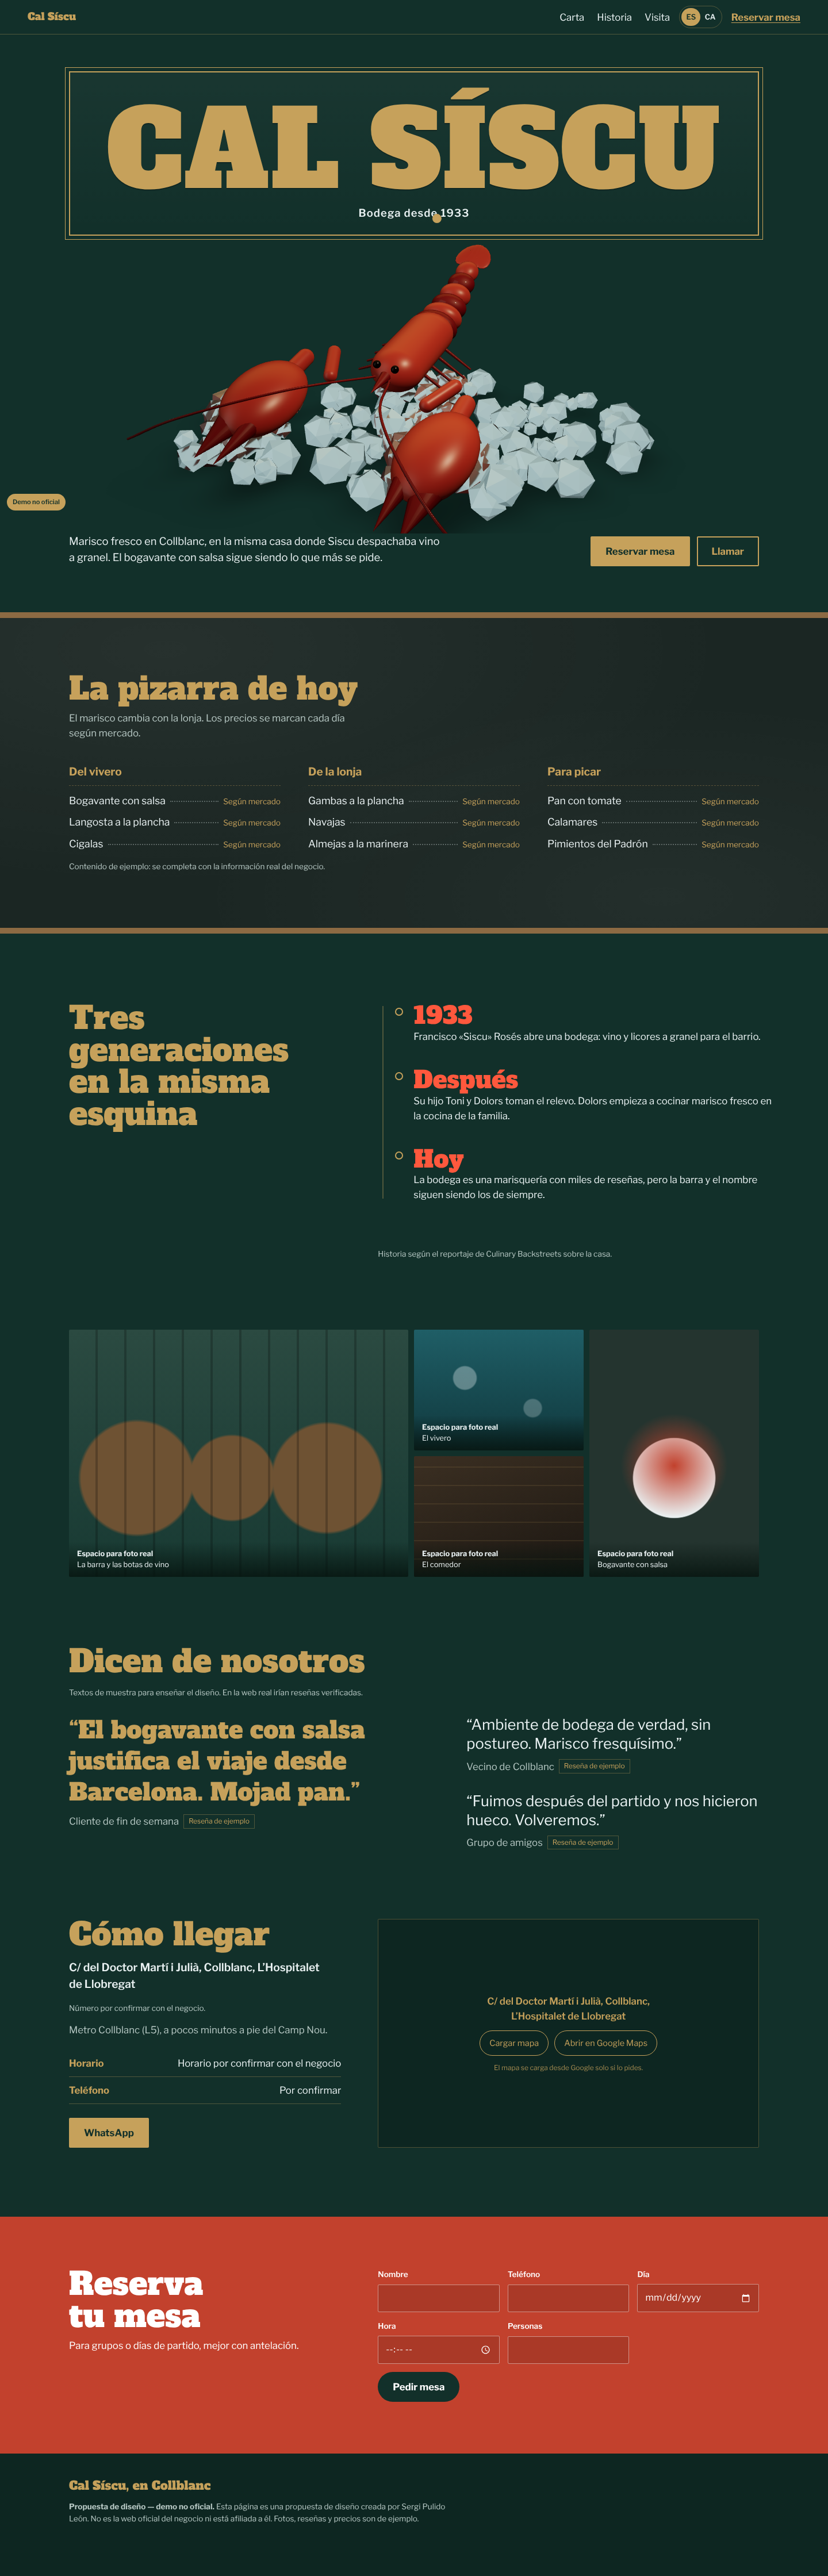 Cal Síscu
Carta
Historia
Visita
ES
CA
Reservar mesa
CAL SÍSCU
Bodega desde 1933
Demo no oficial
Marisco fresco en Collblanc, en la misma casa donde Siscu despachaba vino
a granel. El bogavante con salsa sigue siendo lo que más se pide.
Reservar mesa
Llamar
La pizarra de hoy
El marisco cambia con la lonja. Los precios se marcan cada día
según mercado.
Del vivero
Bogavante con salsa Según mercado
Langosta a la plancha Según mercado
Cigalas Según mercado
De la lonja
Gambas a la plancha Según mercado
Navajas Según mercado
Almejas a la marinera Según mercado
Para picar
Pan con tomate Según mercado
Calamares Según mercado
Pimientos del Padrón Según mercado
Contenido de ejemplo: se completa con la información real del negocio.
Tres
generaciones
en la misma
esquina
1933
Francisco «Siscu» Rosés abre una bodega: vino y licores a granel para el barrio.
Después
Su hijo Toni y Dolors toman el relevo. Dolors empieza a cocinar marisco fresco en
la cocina de la familia.
Hoy
La bodega es una marisquería con miles de reseñas, pero la barra y el nombre
siguen siendo los de siempre.
Historia según el reportaje de Culinary Backstreets sobre la casa.
Espacio para foto real
La barra y las botas de vino
Espacio para foto real
El vivero
Espacio para foto real
El comedor
Espacio para foto real
Bogavante con salsa
Dicen de nosotros
Textos de muestra para enseñar el diseño. En la web real irían reseñas verificadas.
“El bogavante con salsa
justifica el viaje desde
Barcelona. Mojad pan.”
Cliente de fin de semana
Reseña de ejemplo
“Ambiente de bodega de verdad, sin
postureo. Marisco fresquísimo.”
Vecino de Collblanc
Reseña de ejemplo
“Fuimos después del partido y nos hicieron
hueco. Volveremos.”
Grupo de amigos
Reseña de ejemplo
Cómo llegar
C/ del Doctor Martí i Julià, Collblanc, L’Hospitalet
de Llobregat
Número por confirmar con el negocio.
Metro Collblanc (L5), a pocos minutos a pie del Camp Nou.
Horario
Horario por confirmar con el negocio
Teléfono
Por confirmar
WhatsApp
C/ del Doctor Martí i Julià, Collblanc,
L’Hospitalet de Llobregat
Cargar mapa
Abrir en Google Maps
El mapa se carga desde Google solo si lo pides.
Reserva
tu mesa
Para grupos o días de partido, mejor con antelación.
Nombre
Teléfono
Día
mm/dd/yyyy
Hora
Personas
--:-- --
Pedir mesa
Cal Síscu, en Collblanc
Propuesta de diseño — demo no oficial. Esta página es una propuesta de diseño creada por Sergi Pulido
León. No es la web oficial del negocio ni está afiliada a él. Fotos, reseñas y precios son de ejemplo.